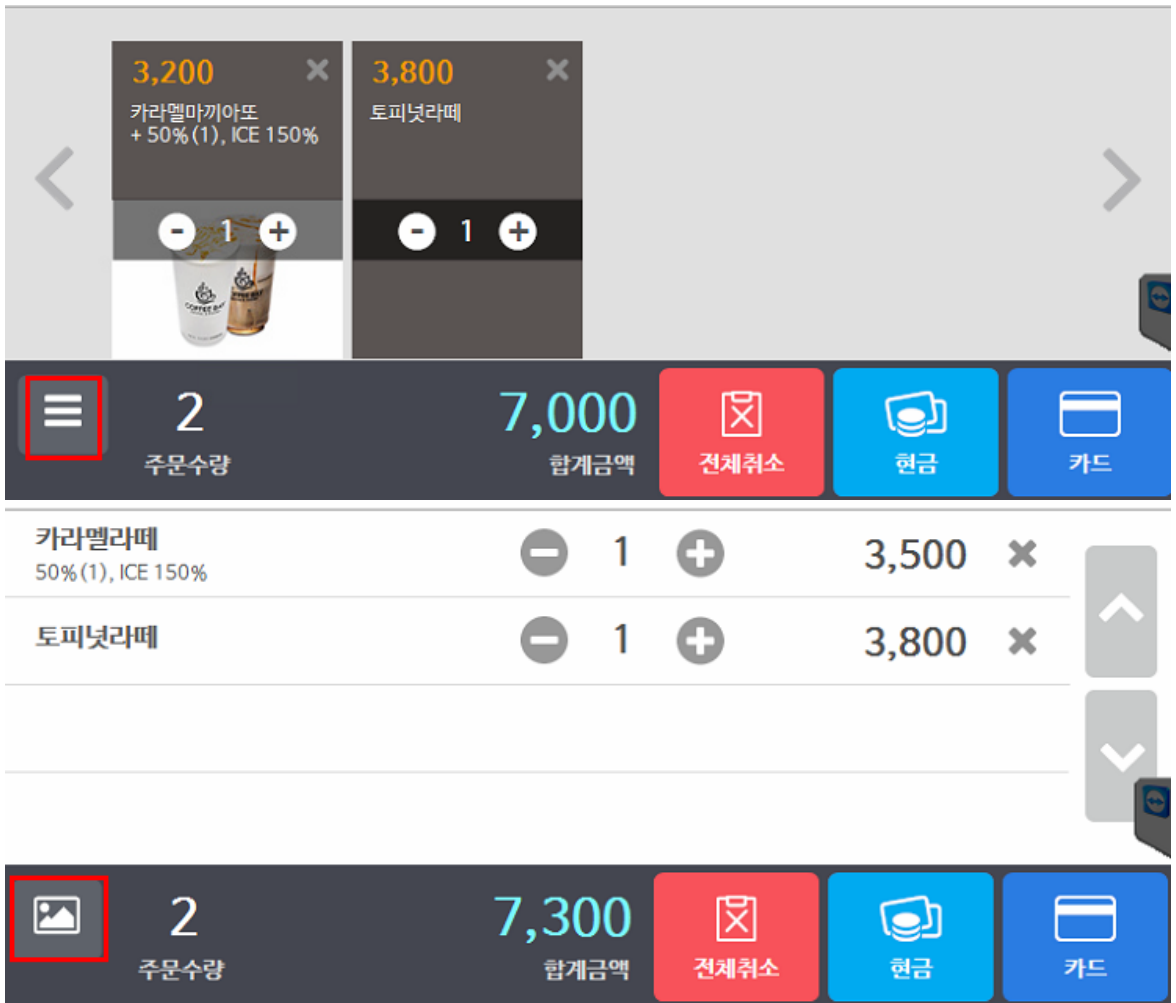 3,200
3,800
카라멜마끼아또
토피넛라떼
+ 50%(1), ICE 150%
1
1
COFFEE BAY
2
7,000
주문수량
합계금액
전체취소
현금
카드
카라멜라떼
1
3,500
50%(1), ICE 150%
토피넛라떼
1
3,800
2
7,300
주문수량
합계금액
전체취소
현금
카드